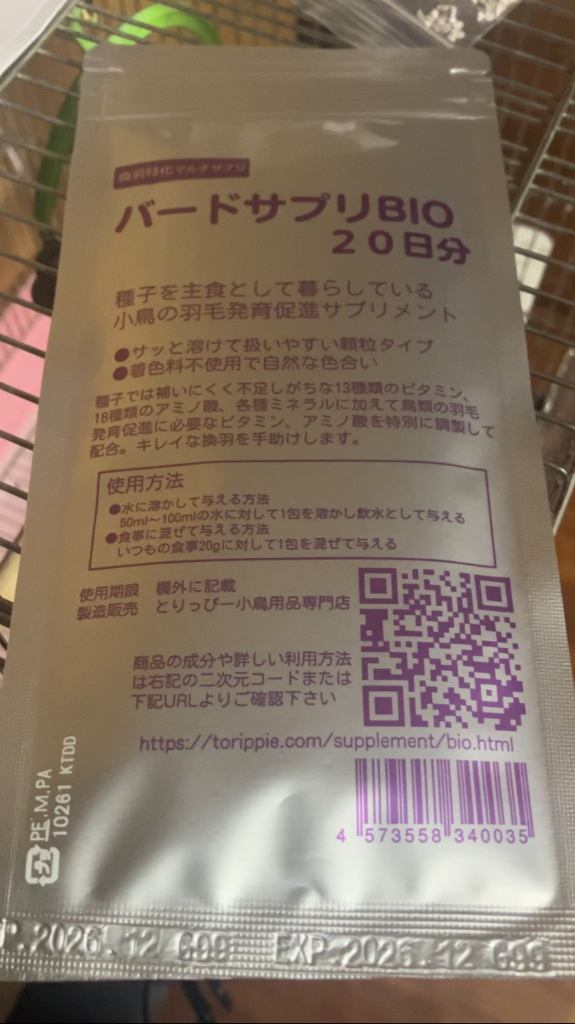 換羽特化マルチサプリ
バードサプリBIO
20日分
種子を主食として暮らしている
小鳥の羽毛発育促進サプリメント
●サッと溶けて扱いやすい顆粒タイプ
●着色料不使用で自然な色合い
種子では補いにくく不足しがちな13種類のビタミン、
18種類のアミノ酸、各種ミネラルに加えて鳥類の羽毛
発育促進に必要なビタミン、アミノ酸を特別に調製して
配合。キレイな換羽を手助けします。
使用方法
●水に溶かして与える方法
50ml〜100mlの水に対して1包を溶かし飲水として与える
●食事に混ぜて与える方法
いつもの食事20gに対して1包を混ぜて与える
使用期限 欄外に記載
製造販売 とりっぴー小鳥用品専門店
商品の成分や詳しい利用方法
は右記の二次元コードまたは
下記URLよりご確認下さい
https://torippie.com/supplement/bio.html
4 573558 340035
プラ
PE.M.PA
10261 KTDD
P.2026.12 G99 EXP.2026.12 G99